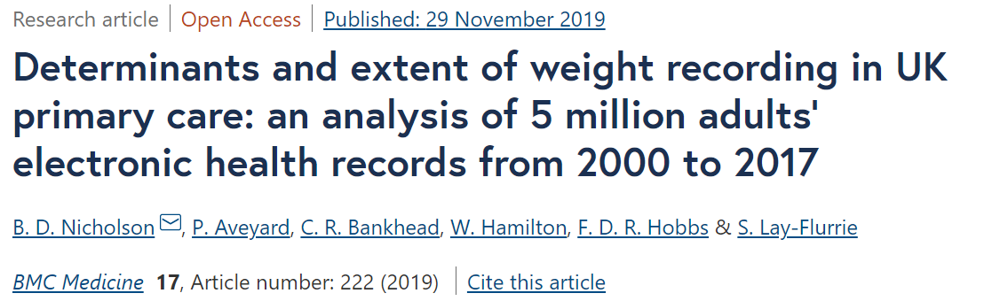 Research article | Open Access | Published: 29 November 2019
Determinants and extent of weight recording in UK
primary care: an analysis of 5 million adults'
electronic health records from 2000 to 2017
B. D. Nicholson, P. Aveyard, C. R. Bankhead, W. Hamilton, F. D. R. Hobbs & S. Lay-Flurrie
BMC Medicine 17, Article number: 222 (2019) | Cite this article